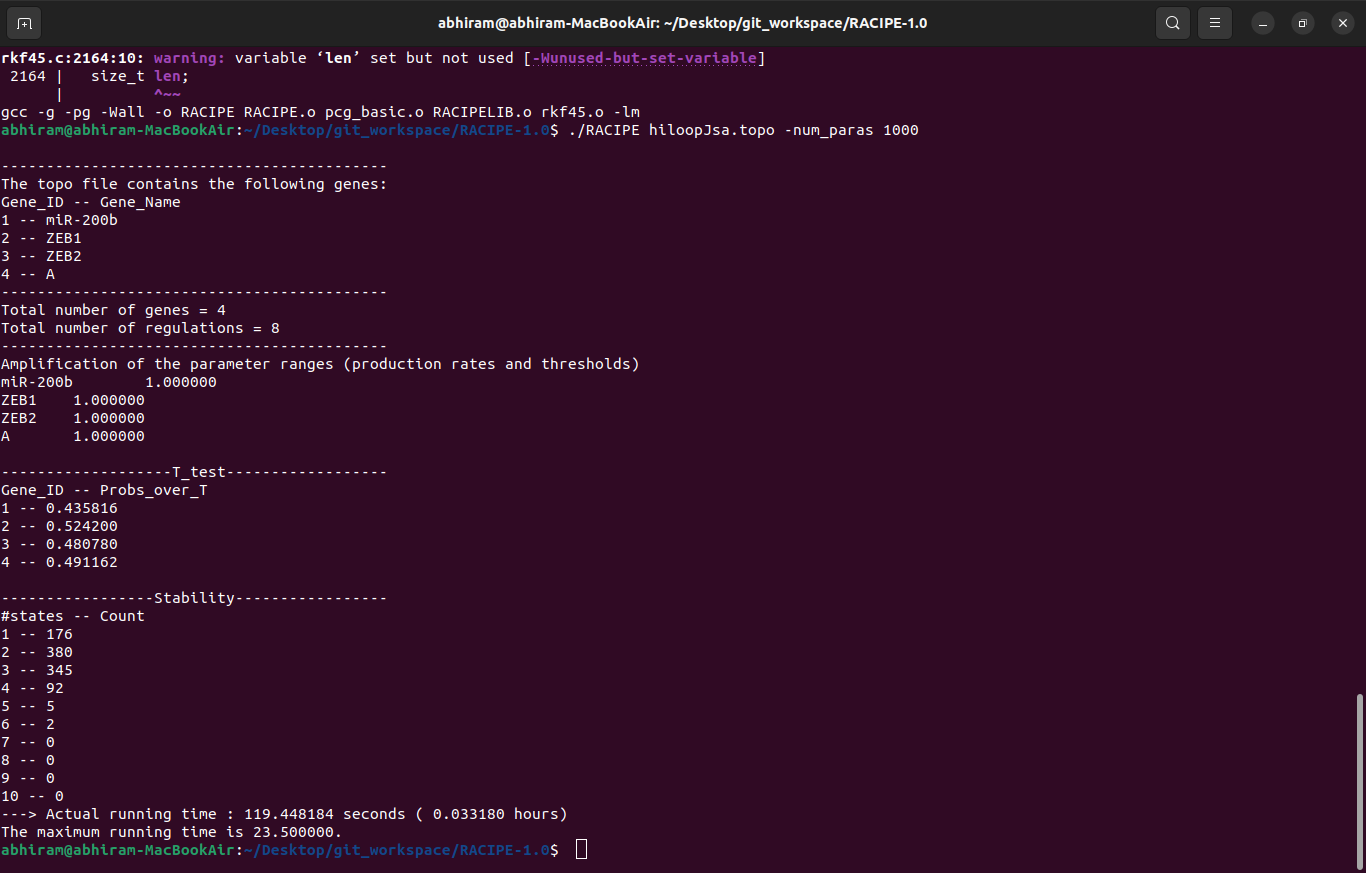 abhiram@abhiram-MacBookAir: ~/Desktop/git_workspace/RACIPE-1.0
rkf45.c:2164:10: warning: variable ‘len’ set but not used [-Wunused-but-set-variable]
 2164 |   size_t len;
      |          ^~~
gcc -g -pg -Wall -o RACIPE RACIPE.o pcg_basic.o RACIPELIB.o rkf45.o -lm
abhiram@abhiram-MacBookAir:~/Desktop/git_workspace/RACIPE-1.0$ ./RACIPE hiloopJsa.topo -num_paras 1000
-------------------------------------------
The topo file contains the following genes:
Gene_ID -- Gene_Name
1 -- miR-200b
2 -- ZEB1
3 -- ZEB2
4 -- A
-------------------------------------------
Total number of genes = 4
Total number of regulations = 8
-------------------------------------------
Amplification of the parameter ranges (production rates and thresholds)
miR-200b        1.000000
ZEB1    1.000000
ZEB2    1.000000
A       1.000000
-------------------T_test------------------
Gene_ID -- Probs_over_T
1 -- 0.435816
2 -- 0.524200
3 -- 0.480780
4 -- 0.491162
-----------------Stability-----------------
#states -- Count
1 -- 176
2 -- 380
3 -- 345
4 -- 92
5 -- 5
6 -- 2
7 -- 0
8 -- 0
9 -- 0
10 -- 0
---> Actual running time : 119.448184 seconds ( 0.033180 hours)
The maximum running time is 23.500000.
abhiram@abhiram-MacBookAir:~/Desktop/git_workspace/RACIPE-1.0$